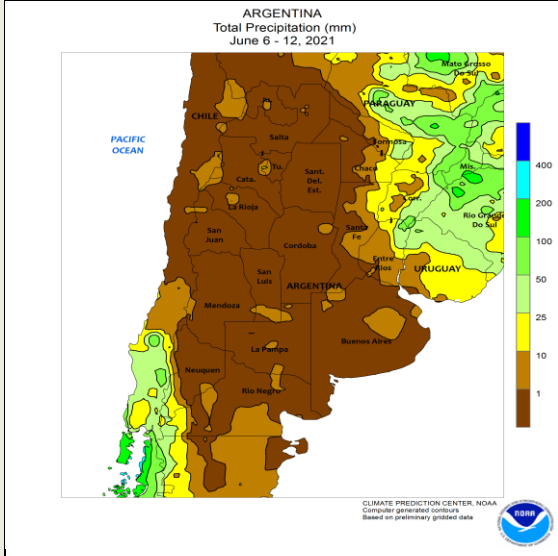 ARGENTINA
Total Precipitation (mm)
June 6 - 12, 2021
Mato Grosso
Do Sul
PARAGUAY
CHILE
PACIFIC
OCEAN
Salta
Formosa
Mis.
Tu.
Chaco
Cata.
Sant.
Del.
Est.
Corr.
La Rioja
Rio Grande
Do Sul
San
Juan
Santa
Fe
Cordoba
Entre
Rios
URUGUAY
San
Luis
ARGENTINA
Mendoza
Buenos Aires
La Pampa
Neuquen
Rio Negro
400
200
100
50
25
10
1
CLIMATE PREDICTION CENTER, NOAA
Computer generated contours
Based on preliminary gridded data
NOAA